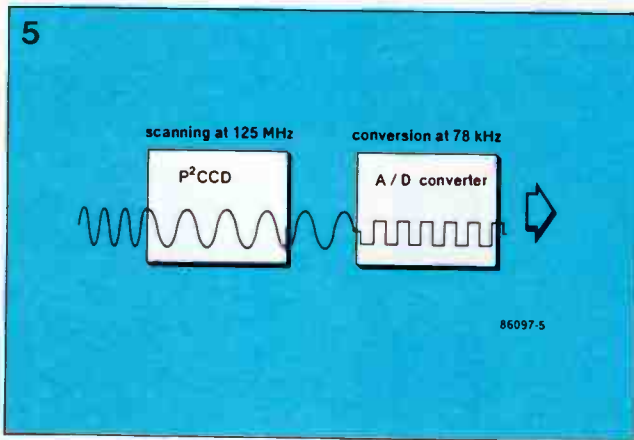 5
scanning at 125 MHz
conversion at 78 kHz
P²CCD
A / D converter
86097-5